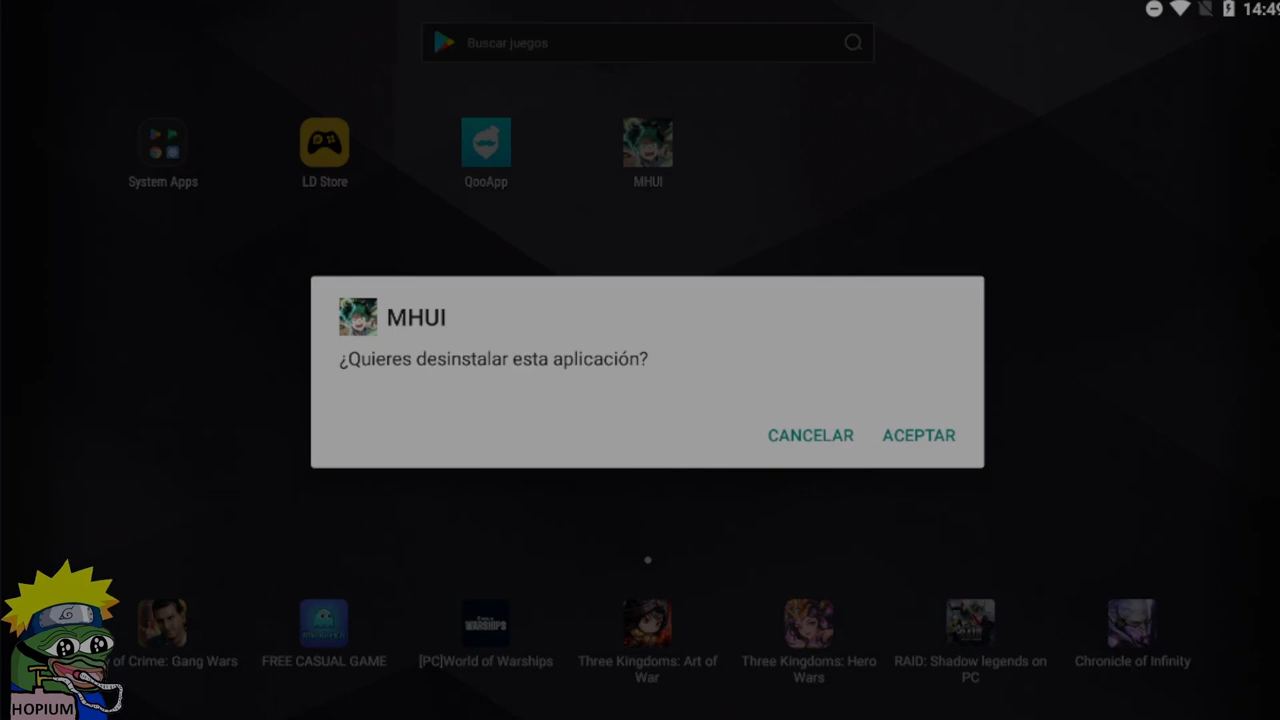 14:49
Buscar juegos
System Apps
LD Store
QooApp
MHUI
MHUI
¿Quieres desinstalar esta aplicación?
CANCELAR
ACEPTAR
of Crime: Gang Wars
FREE CASUAL GAME
[PC]World of Warships
Three Kingdoms: Art of
War
Three Kingdoms: Hero
Wars
RAID: Shadow legends on
PC
Chronicle of Infinity
WARSHIPS
HOPIUM